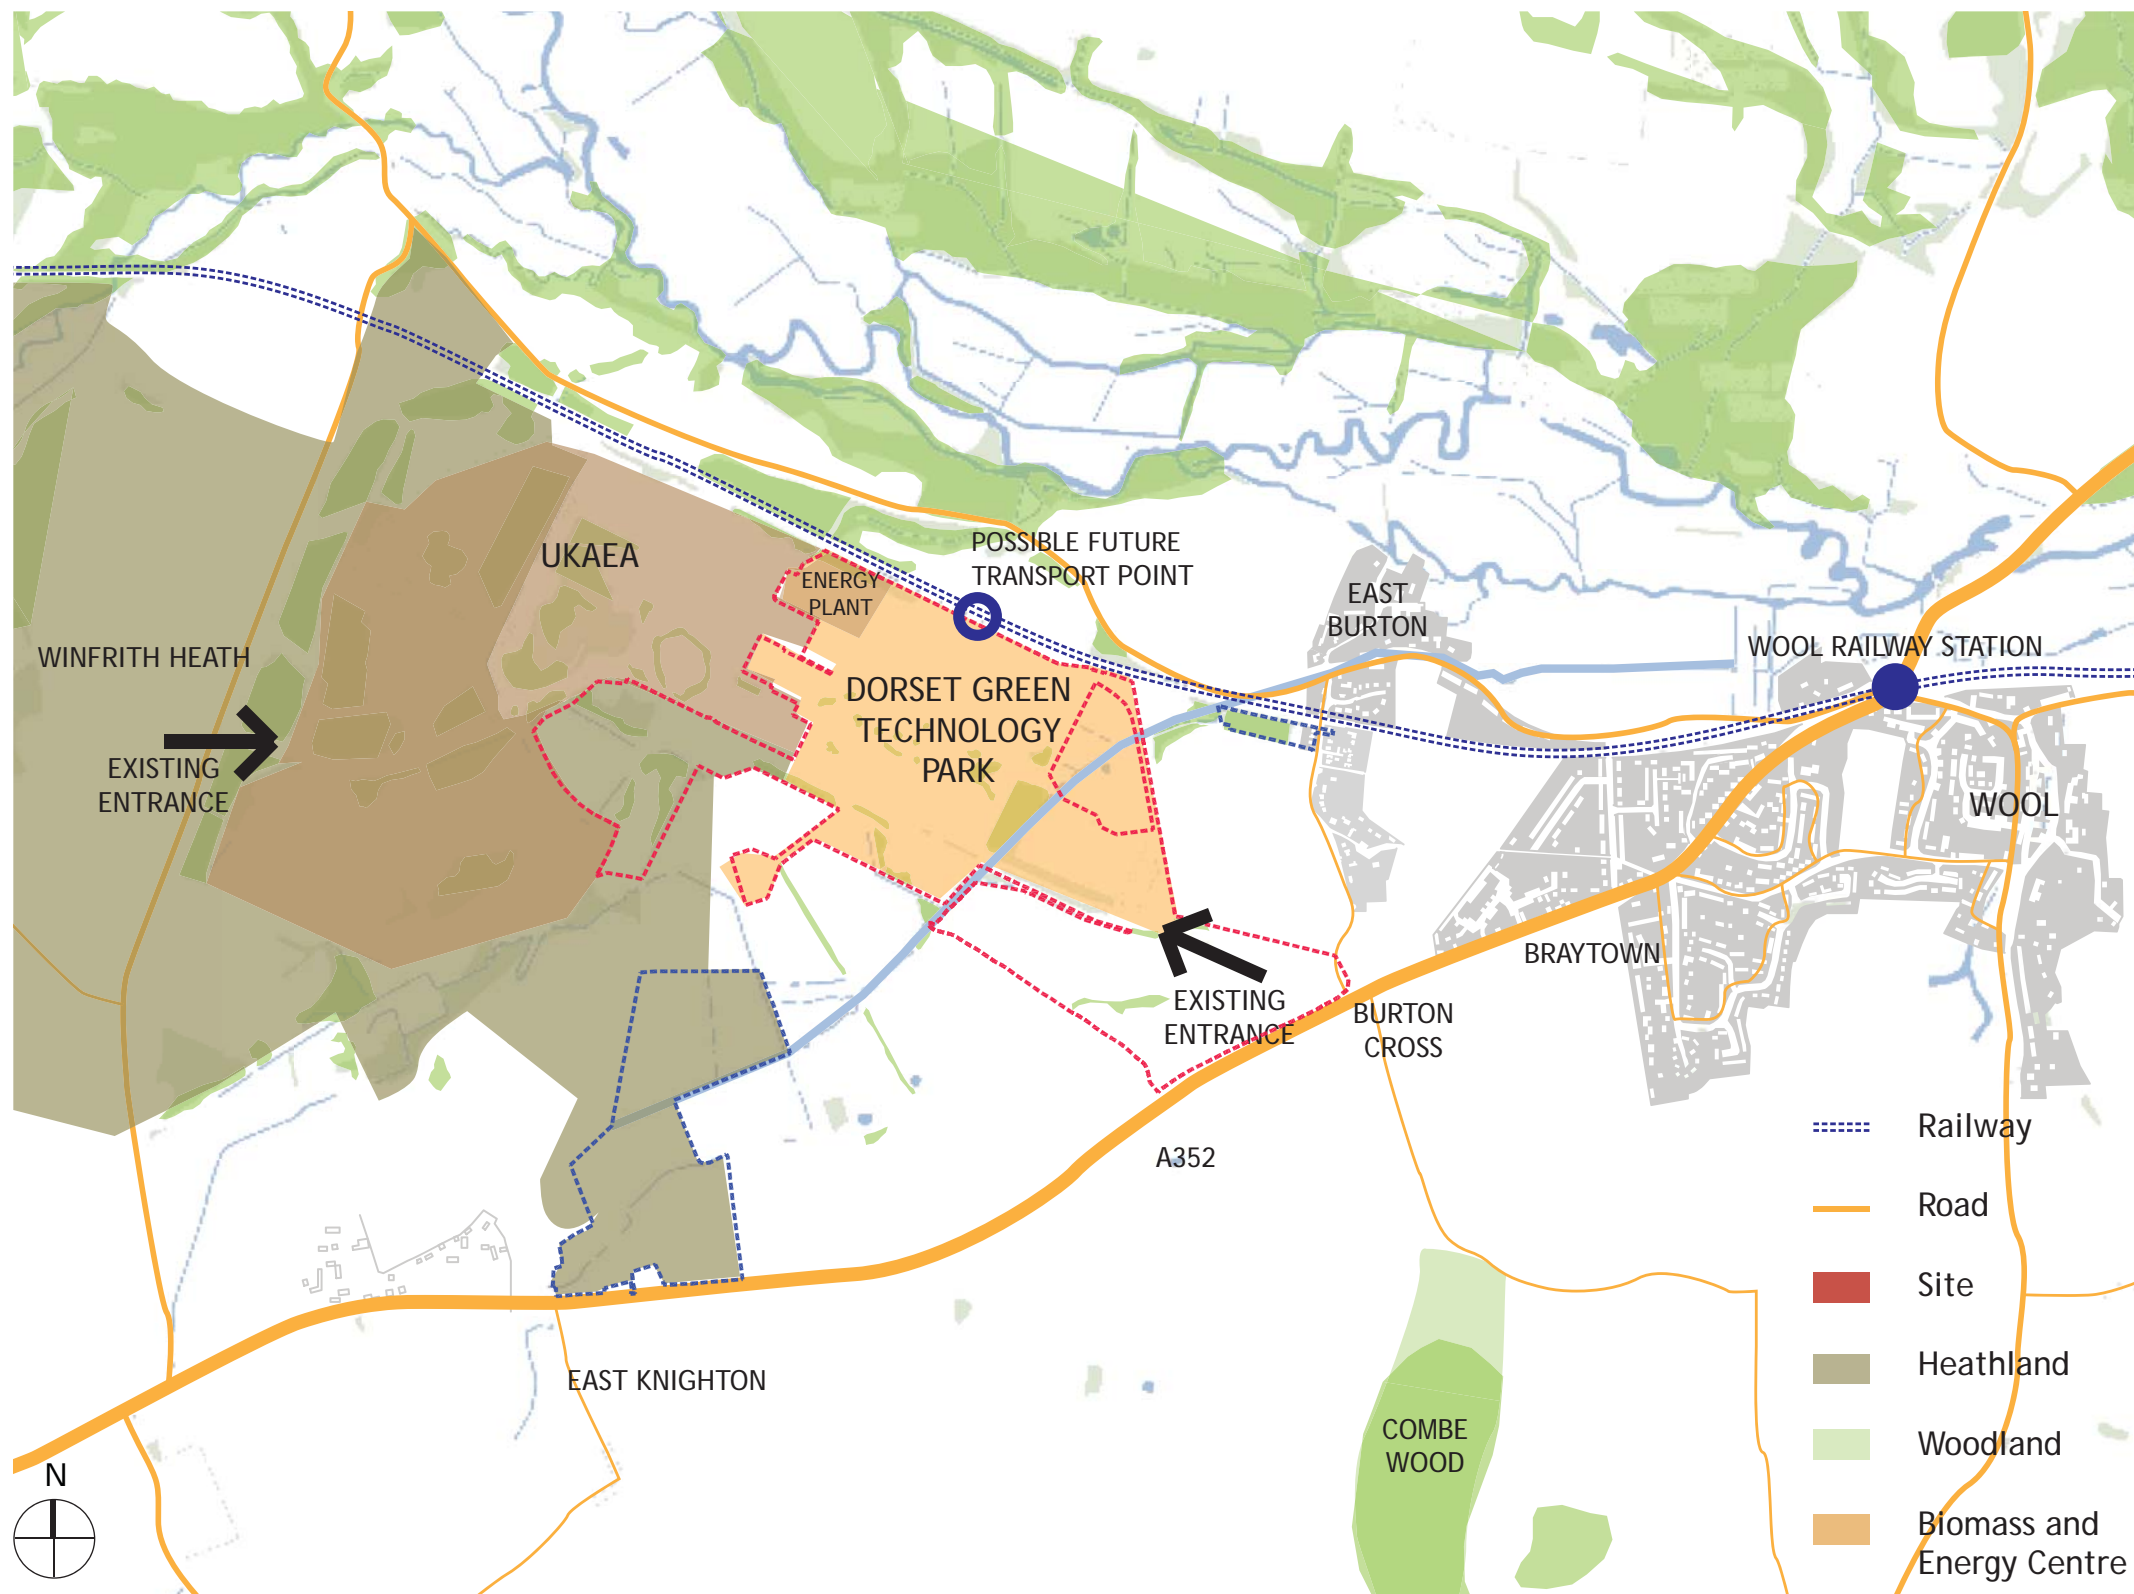 POSSIBLE FUTURE
TRANSPORT POINT
UKAEA
ENERGY
PLANT
EAST
BURTON
WINFRITH HEATH
WOOL RAILWAY STATION
DORSET GREEN
TECHNOLOGY
PARK
EXISTING
ENTRANCE
WOOL
BRAYTOWN
EXISTING
ENTRANCE
BURTON
CROSS
A352
EAST KNIGHTON
COMBE
WOOD
N
Railway
Road
Site
Heathland
Woodland
Biomass and
Energy Centre